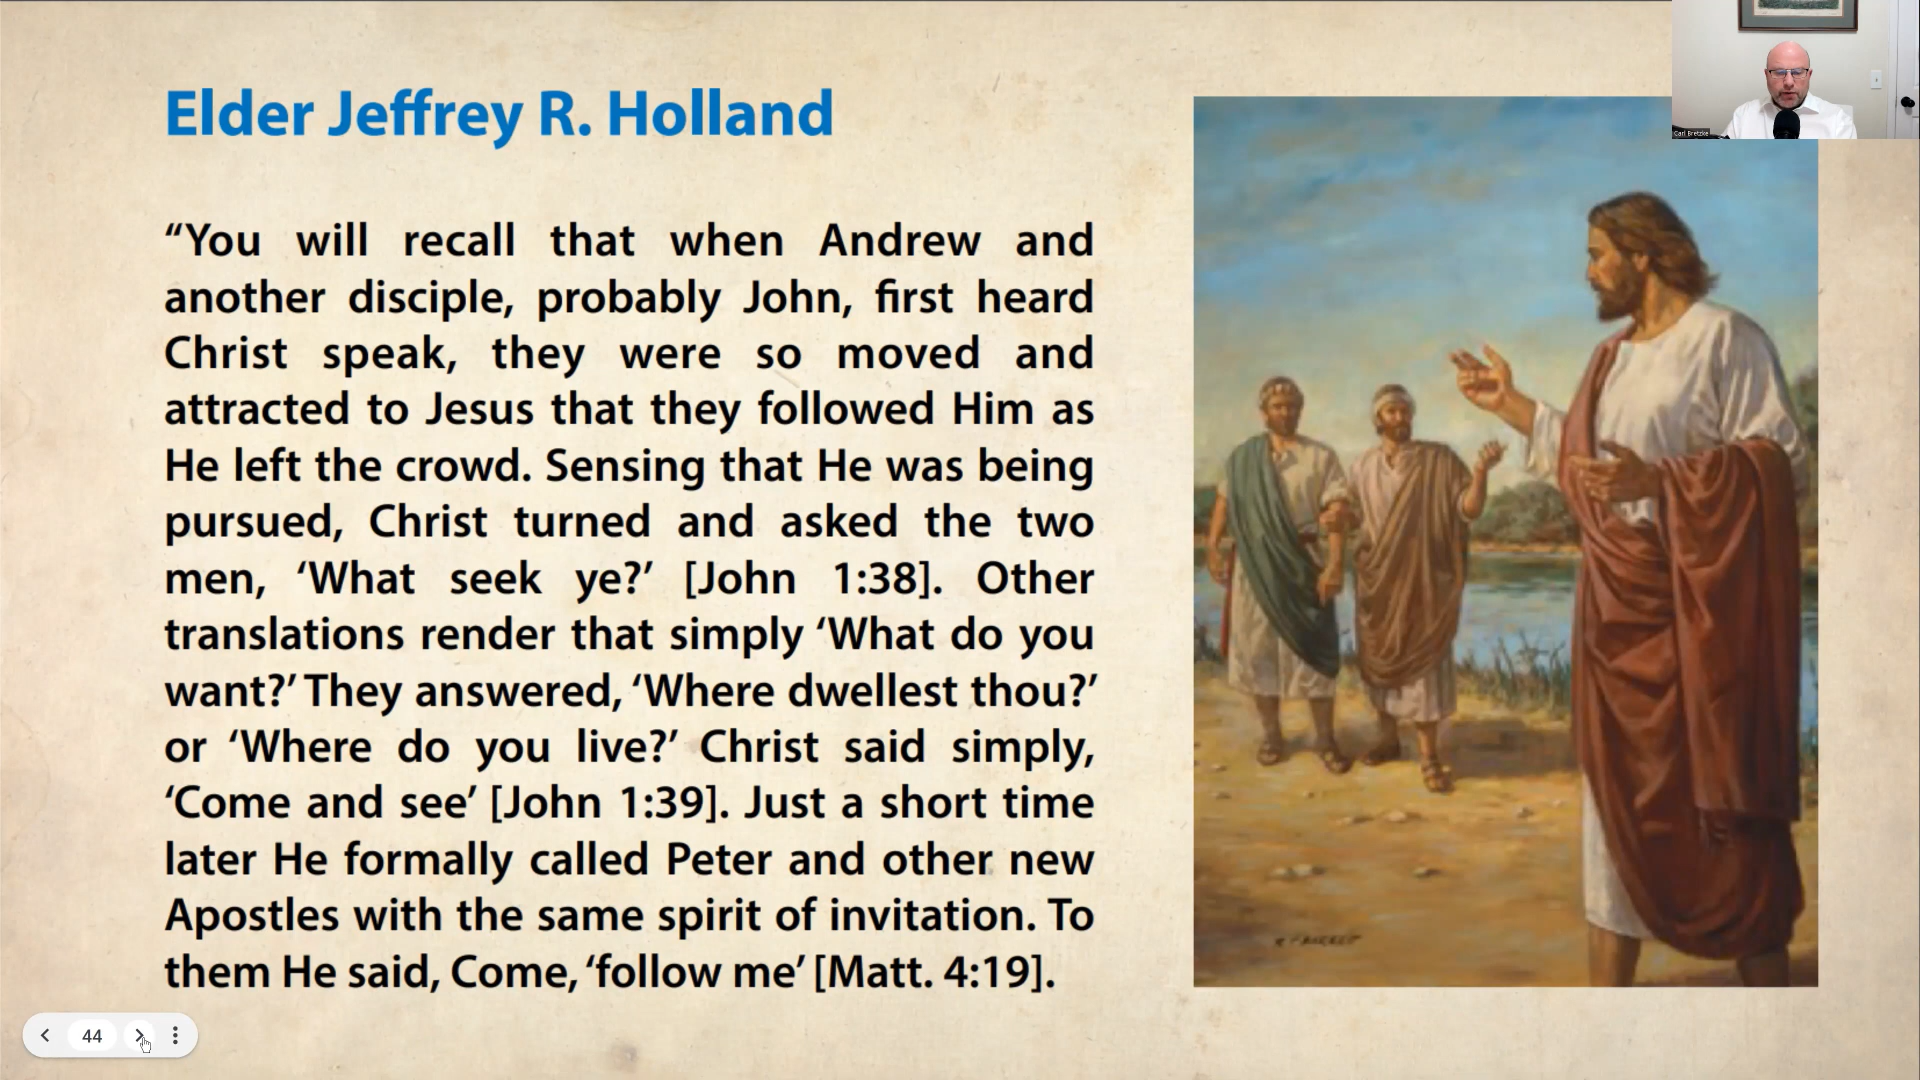 Elder Jeffrey R. Holland
“You will recall that when Andrew and
another disciple, probably John, first heard
Christ speak, they were so moved and
attracted to Jesus that they followed Him as
He left the crowd. Sensing that He was being
pursued, Christ turned and asked the two
men, ‘What seek ye?’ [John 1:38]. Other
translations render that simply ‘What do you
want?’ They answered, ‘Where dwellest thou?’
or ‘Where do you live?’ Christ said simply,
‘Come and see’ [John 1:39]. Just a short time
later He formally called Peter and other new
Apostles with the same spirit of invitation. To
them He said, Come, ‘follow me’ [Matt. 4:19].
Carl Bretzke
44